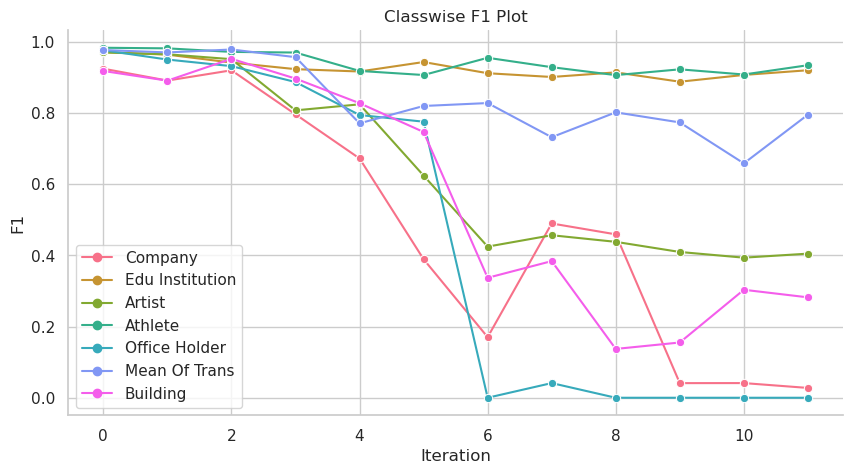 Classwise F1 Plot
1.0
0.8
0.6
0.4
0.2
0.0
F1
Company
Edu Institution
Artist
Athlete
Office Holder
Mean Of Trans
Building
0 2 4 6 8 10
Iteration